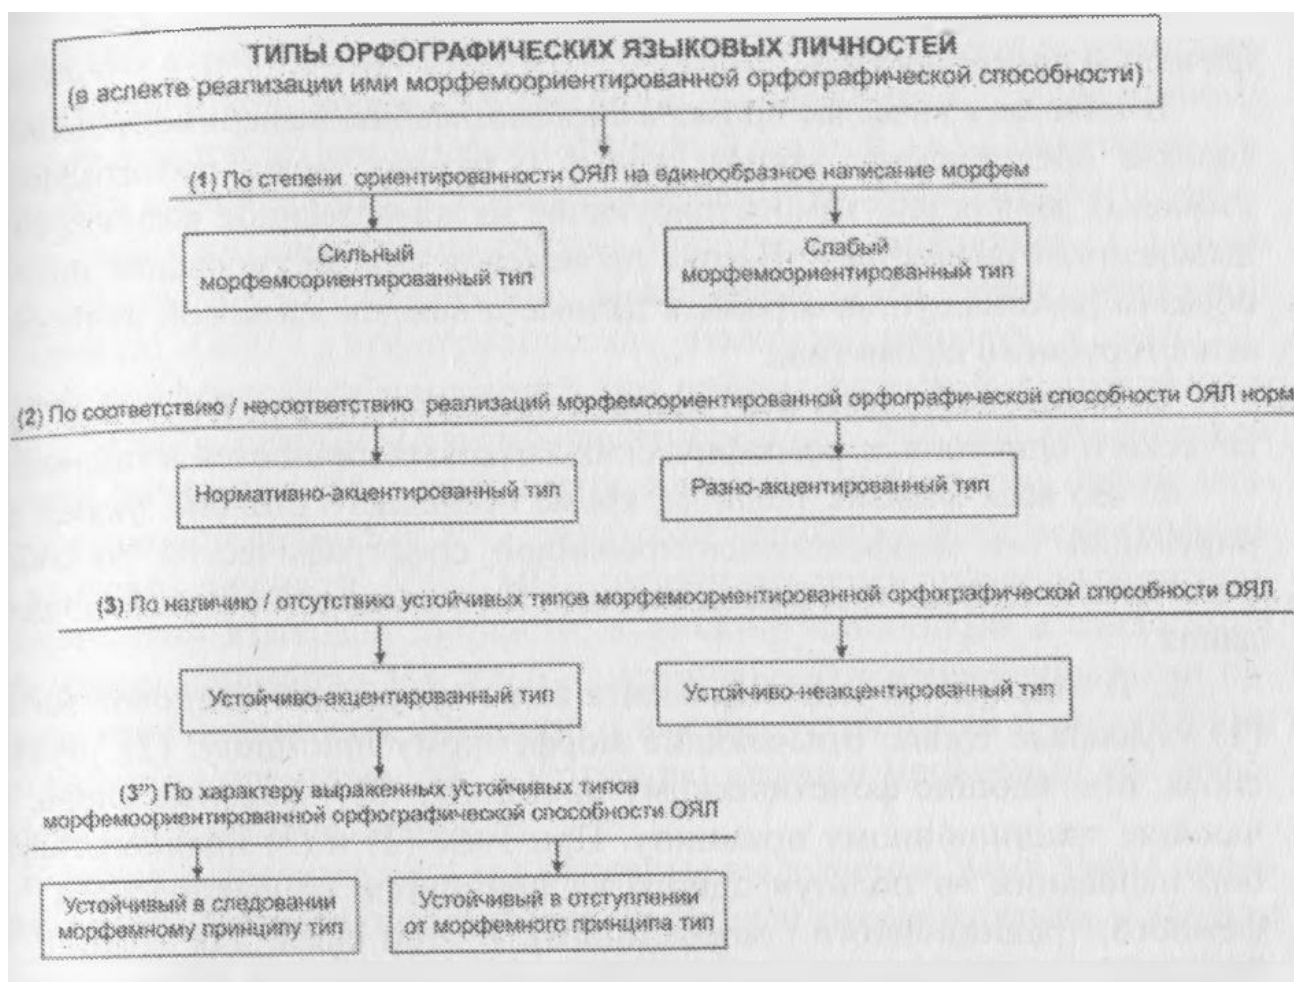 ТИПЫ ОРФОГРАФИЧЕСКИХ ЯЗЫКОВЫХ ЛИЧНОСТЕЙ
(в аспекте реализации ими морфемоориентированной орфографической способности)
(1) По степени ориентированности ОЯЛ на единообразное написание морфем
Сильный
морфемоориентированный тип
Слабый
морфемоориентированный тип
(2) По соответствию / несоответствию реализаций морфемоориентированной орфографической способности ОЯЛ норм
Нормативно-акцентированный тип
Разно-акцентированный тип
(3) По наличию / отсутствию устойчивых типов морфемоориентированной орфографической способности ОЯЛ
Устойчиво-акцентированный тип
Устойчиво-неакцентированный тип
(3") По характеру выраженных устойчивых типов
морфемоориентированной орфографической способности ОЯЛ
Устойчивый в следовании
морфемному принципу тип
Устойчивый в отступлении
от морфемного принципа тип